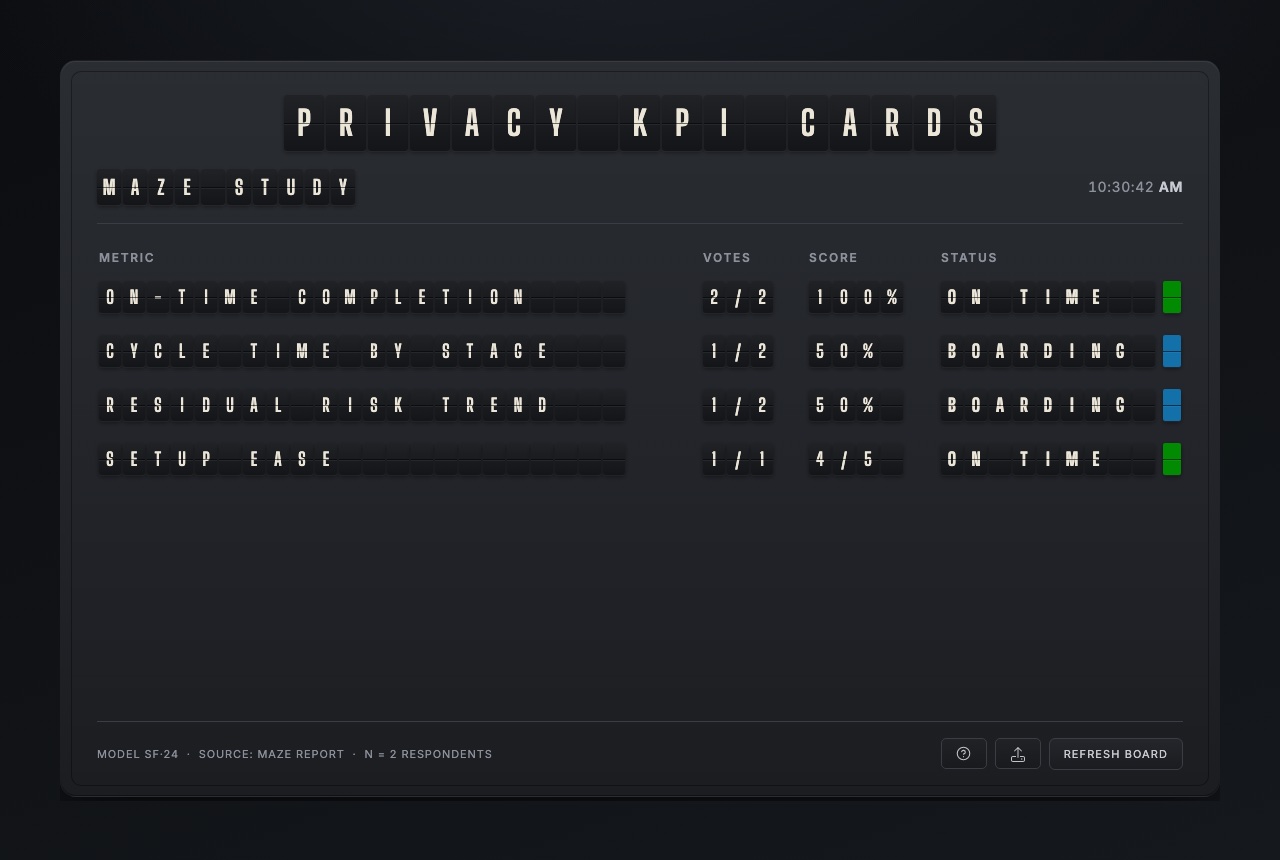 PRIVACY KPI CARDS
MAZE STUDY
10:30:42 AM
METRIC VOTES SCORE STATUS
ON-TIME COMPLETION 2/2 100% ON TIME
CYCLE TIME BY STAGE 1/2 50% BOARDING
RESIDUAL RISK TREND 1/2 50% BOARDING
SETUP EASE 1/1 4/5 ON TIME
MODEL SF·24 · SOURCE: MAZE REPORT · N = 2 RESPONDENTS
? REFRESH BOARD